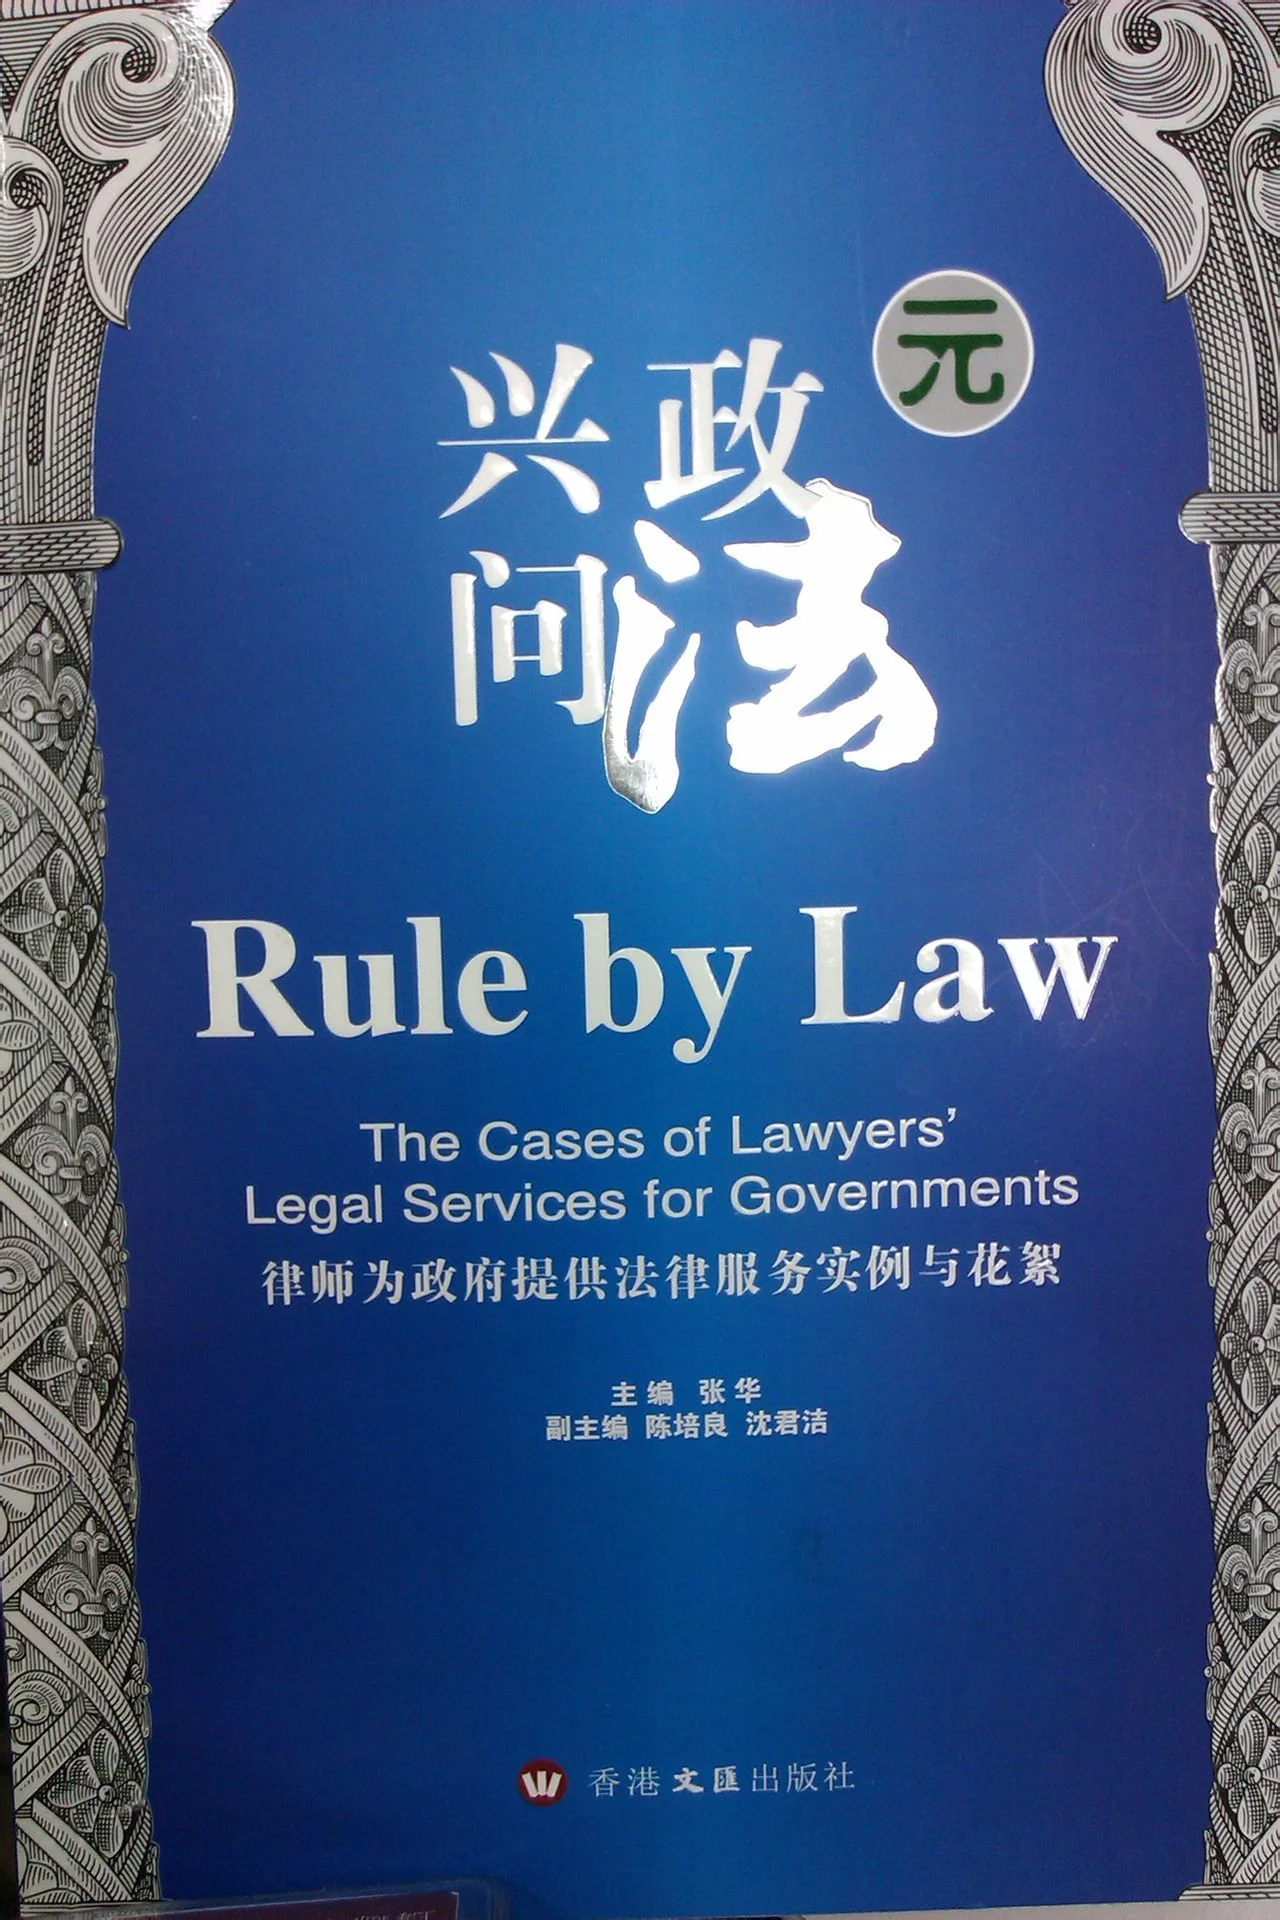 元
兴政
问法
Rule by Law
The Cases of Lawyers'
Legal Services for Governments
律师为政府提供法律服务实例与花絮
主编 张华
副主编 陈培良 沈君洁
香港文匯出版社